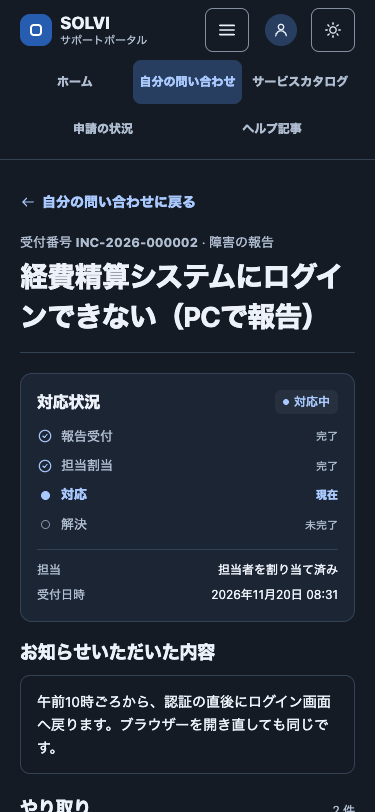 SOLVI
サポートポータル
ホーム
自分の問い合わせ
サービスカタログ
申請の状況
ヘルプ記事
← 自分の問い合わせに戻る
受付番号 INC-2026-000002 · 障害の報告
経費精算システムにログイ
ンできない（PCで報告）
対応状況
対応中
報告受付
完了
担当割当
完了
対応
現在
解決
未完了
担当
担当者を割り当て済み
受付日時
2026年11月20日 08:31
お知らせいただいた内容
午前10時ごろから、認証の直後にログイン画面
へ戻ります。ブラウザーを開き直しても同じで
す。
やり取り
2 件